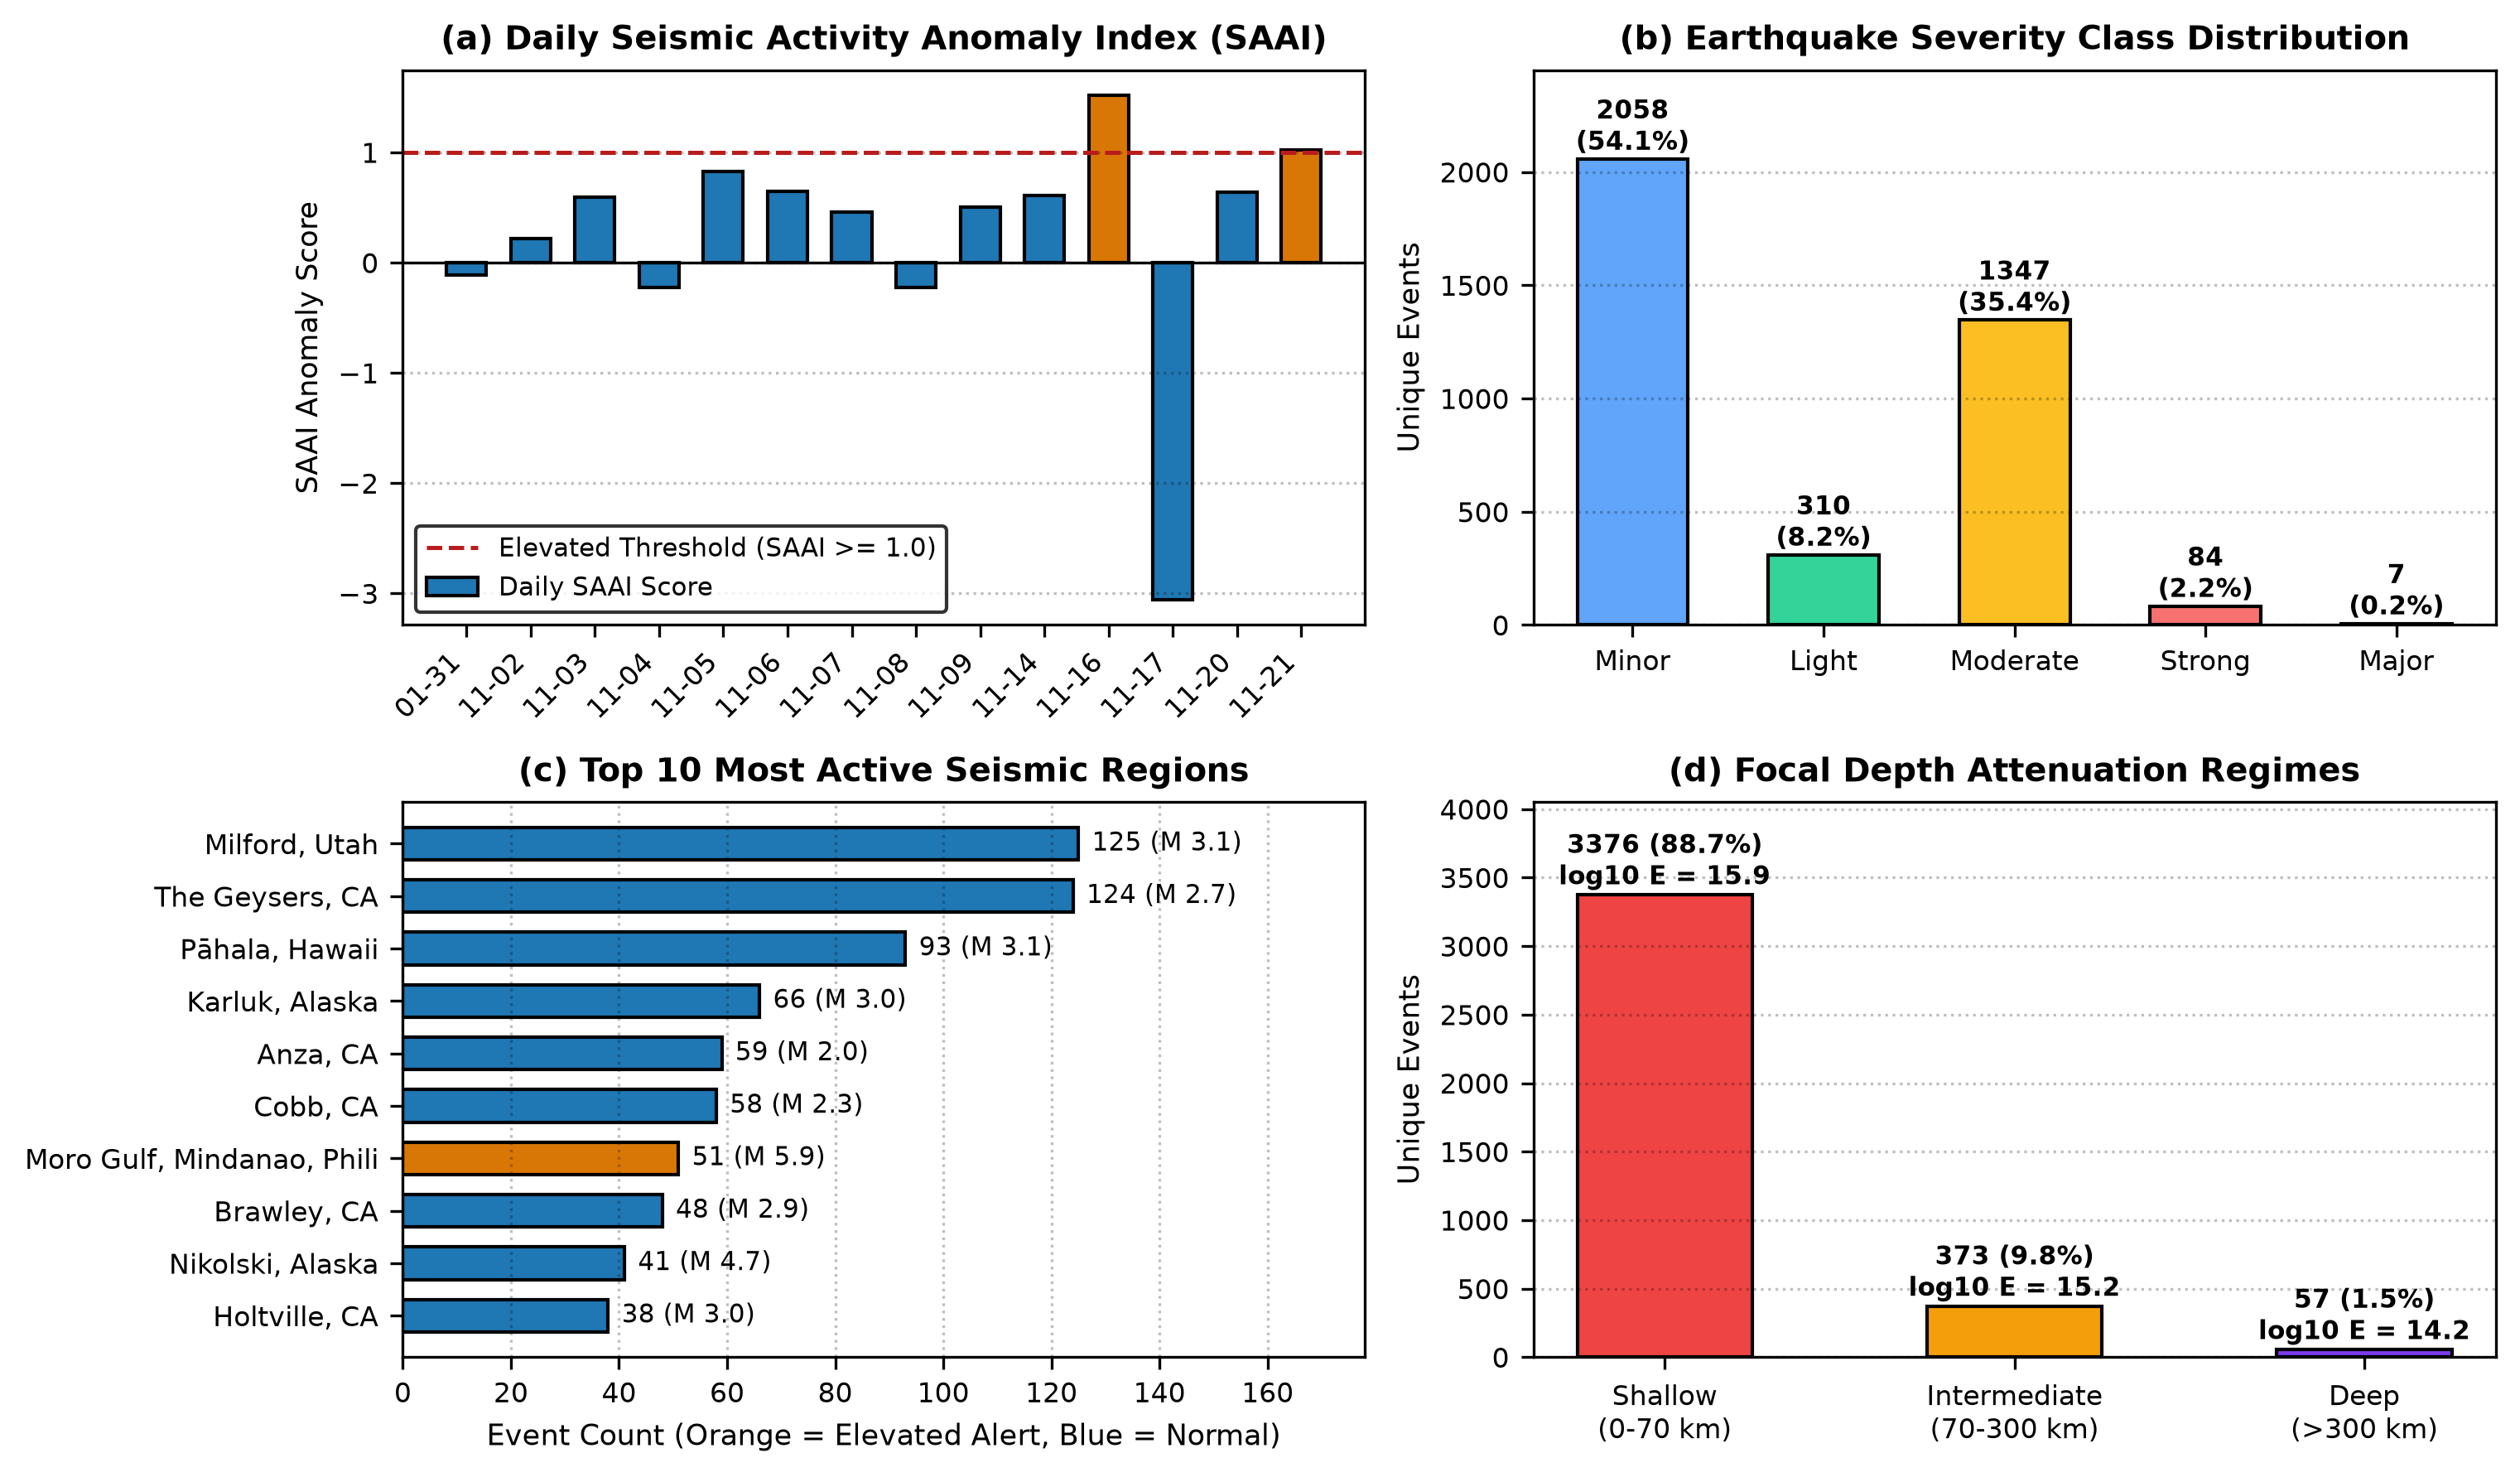 (a) Daily Seismic Activity Anomaly Index (SAAI)
SAAI Anomaly Score
1
0
−1
−2
−3
Elevated Threshold (SAAI >= 1.0)
Daily SAAI Score
01-31
11-02
11-03
11-04
11-05
11-06
11-07
11-08
11-09
11-14
11-16
11-17
11-20
11-21
(b) Earthquake Severity Class Distribution
Unique Events
2000
1500
1000
500
0
2058
(54.1%)
310
(8.2%)
1347
(35.4%)
84
(2.2%)
7
(0.2%)
Minor
Light
Moderate
Strong
Major
(c) Top 10 Most Active Seismic Regions
Milford, Utah
125 (M 3.1)
The Geysers, CA
124 (M 2.7)
Pāhala, Hawaii
93 (M 3.1)
Karluk, Alaska
66 (M 3.0)
Anza, CA
59 (M 2.0)
Cobb, CA
58 (M 2.3)
Moro Gulf, Mindanao, Phili
51 (M 5.9)
Brawley, CA
48 (M 2.9)
Nikolski, Alaska
41 (M 4.7)
Holtville, CA
38 (M 3.0)
0
20
40
60
80
100
120
140
160
Event Count (Orange = Elevated Alert, Blue = Normal)
(d) Focal Depth Attenuation Regimes
Unique Events
4000
3500
3000
2500
2000
1500
1000
500
0
3376 (88.7%)
log10 E = 15.9
373 (9.8%)
log10 E = 15.2
57 (1.5%)
log10 E = 14.2
Shallow
(0-70 km)
Intermediate
(70-300 km)
Deep
(>300 km)